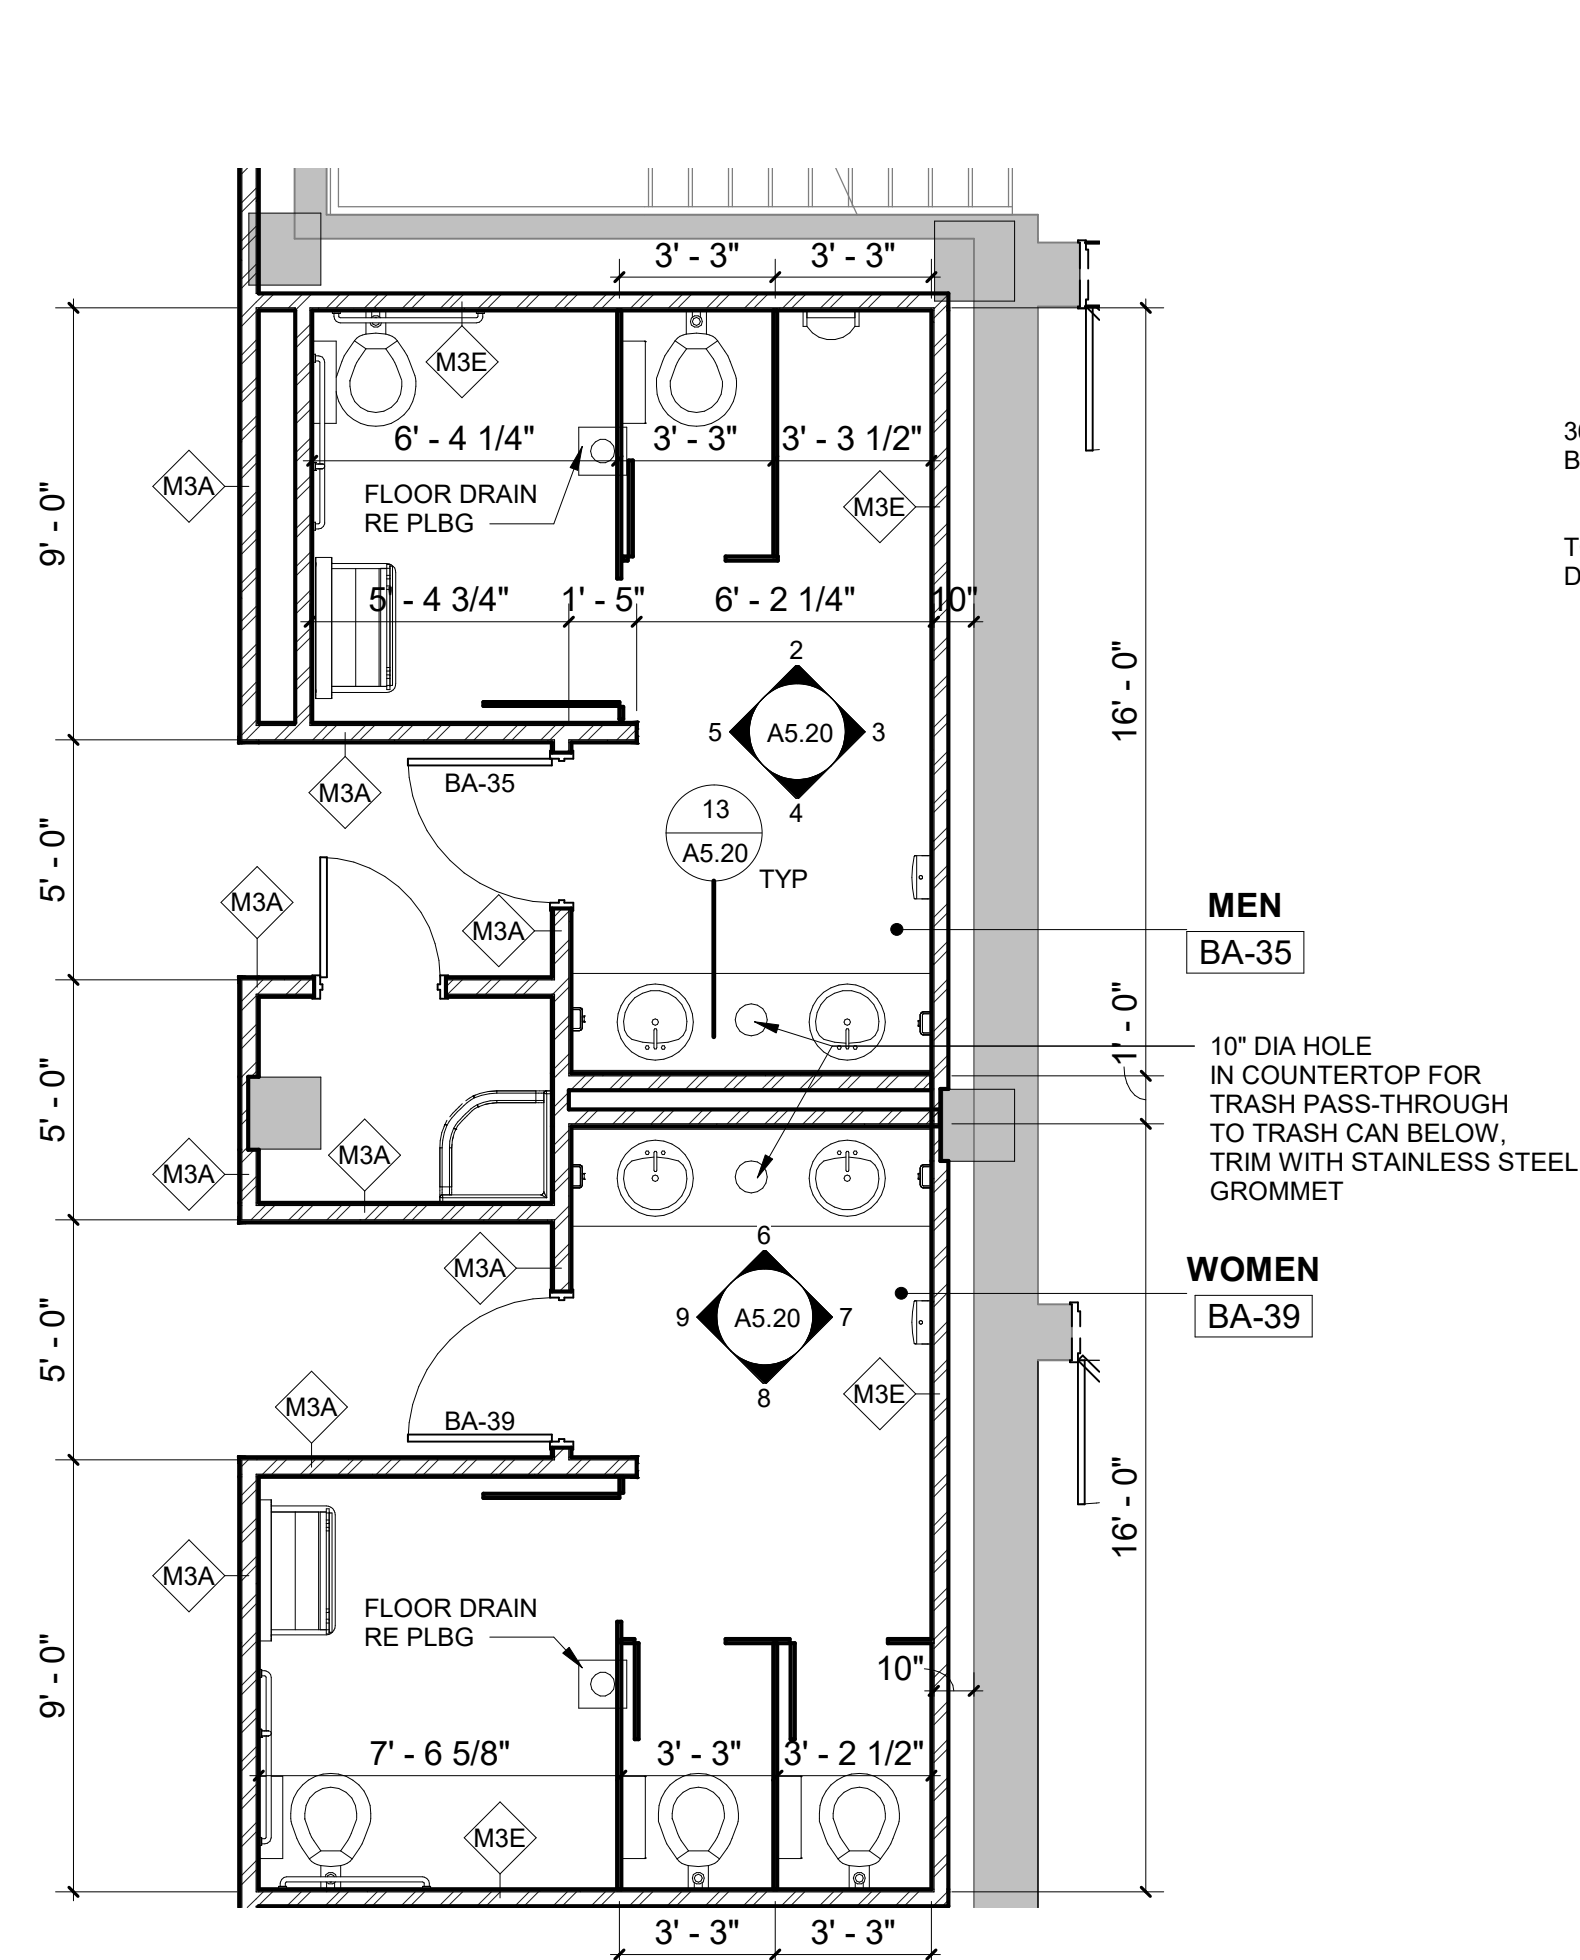 3' - 3"
3' - 3"
M3E
6' - 4 1/4"
3' - 3"
3' - 3 1/2"
M3A
FLOOR DRAIN
RE PLBG
M3E
9' - 0"
5' - 4 3/4"
1' - 5"
6' - 2 1/4"
10"
16' - 0"
2
5
A5.20
3
4
M3A
BA-35
13
A5.20
TYP
5' - 0"
M3A
M3A
MEN
BA-35
1' - 0"
10" DIA HOLE
IN COUNTERTOP FOR
TRASH PASS-THROUGH
TO TRASH CAN BELOW,
TRIM WITH STAINLESS STEEL
GROMMET
5' - 0"
M3A
M3A
M3A
6
9
A5.20
7
8
WOMEN
BA-39
5' - 0"
M3A
BA-39
M3E
16' - 0"
M3A
FLOOR DRAIN
RE PLBG
9' - 0"
10"
7' - 6 5/8"
3' - 3"
3' - 2 1/2"
M3E
3' - 3"
3' - 3"